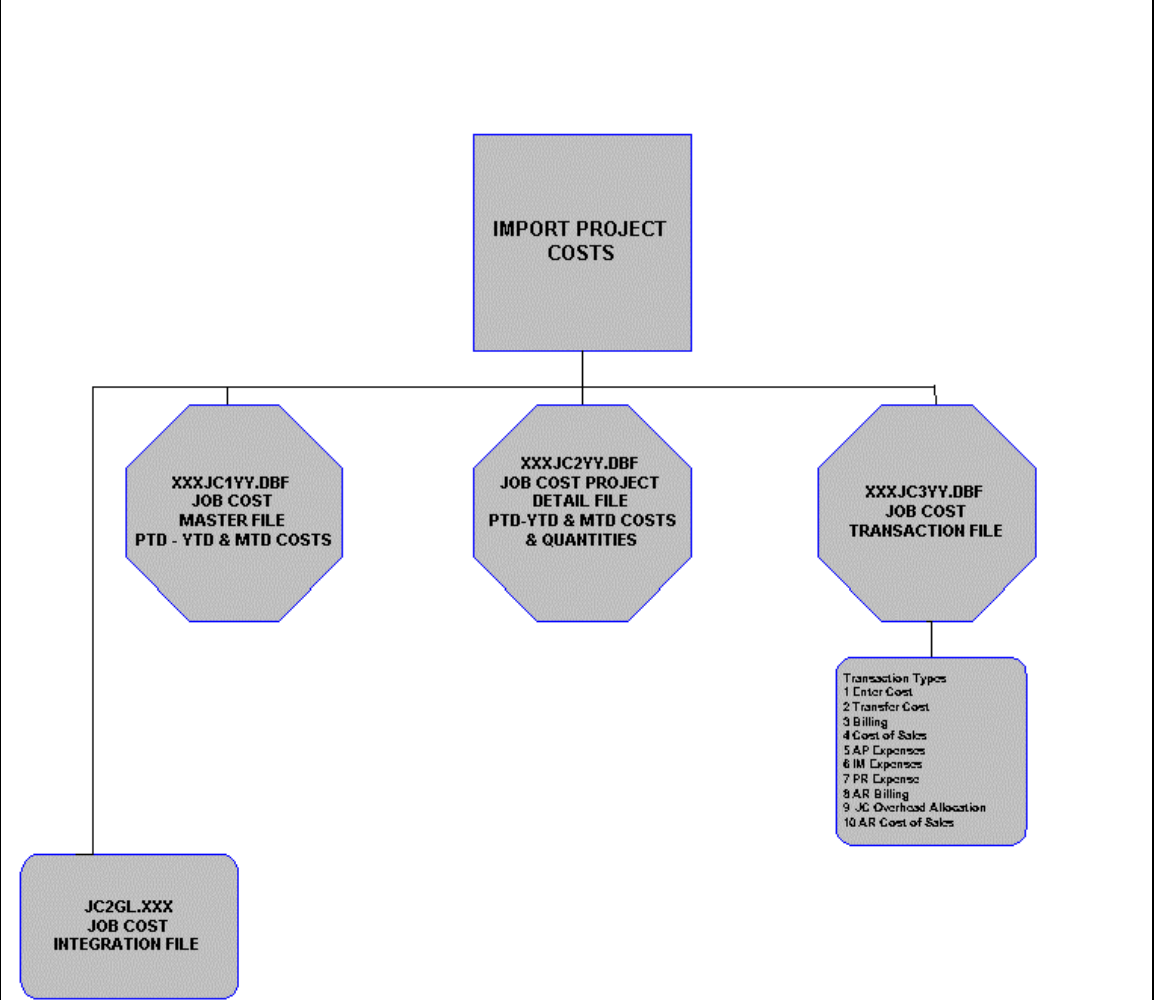 IMPORT PROJECT
COSTS
XXXJC1YY.DBF
JOB COST
MASTER FILE
PTD - YTD & MTD COSTS
XXXJC2YY.DBF
JOB COST PROJECT
DETAIL FILE
PTD-YTD & MTD COSTS
& QUANTITIES
XXXJC3YY.DBF
JOB COST
TRANSACTION FILE
Transaction Types
1 Enter Cost
2 Transfer Cost
3 Billing
4 Cost of Sales
5 AP Expenses
6 IM Expenses
7 PR Expense
8 AR Billing
9 JC Overhead Allocation
10 AR Cost of Sales
JC2GL.XXX
JOB COST
INTEGRATION FILE